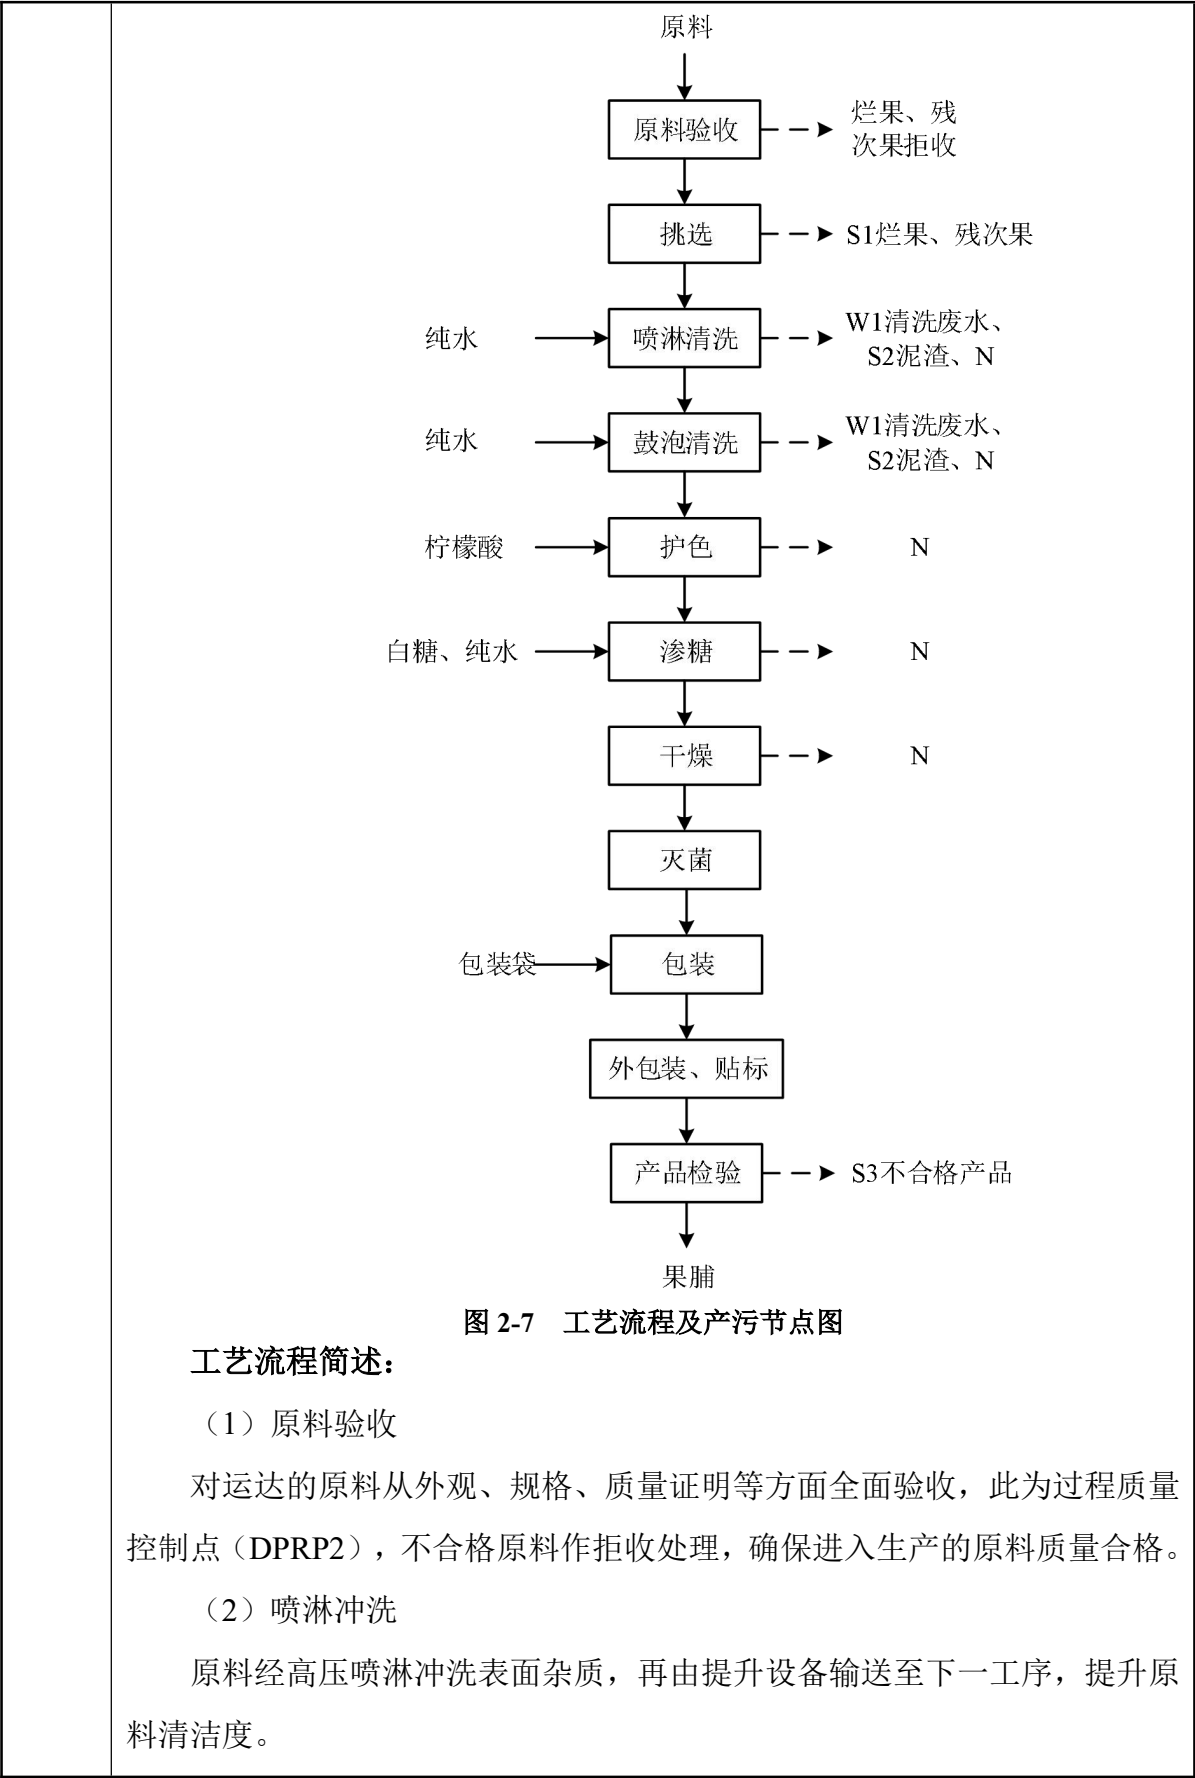 原料
原料验收
烂果、残
次果拒收
挑选
S1烂果、残次果
纯水
喷淋清洗
W1清洗废水、
S2泥渣、N
纯水
鼓泡清洗
W1清洗废水、
S2泥渣、N
柠檬酸
护色
N
白糖、纯水
渗糖
N
干燥
N
灭菌
包装袋
包装
外包装、贴标
产品检验
S3不合格产品
果脯
图 2-7 工艺流程及产污节点图
工艺流程简述：
（1）原料验收
对运达的原料从外观、规格、质量证明等方面全面验收，此为过程质量
控制点（DPRP2），不合格原料作拒收处理，确保进入生产的原料质量合格。
（2）喷淋冲洗
原料经高压喷淋冲洗表面杂质，再由提升设备输送至下一工序，提升原
料清洁度。